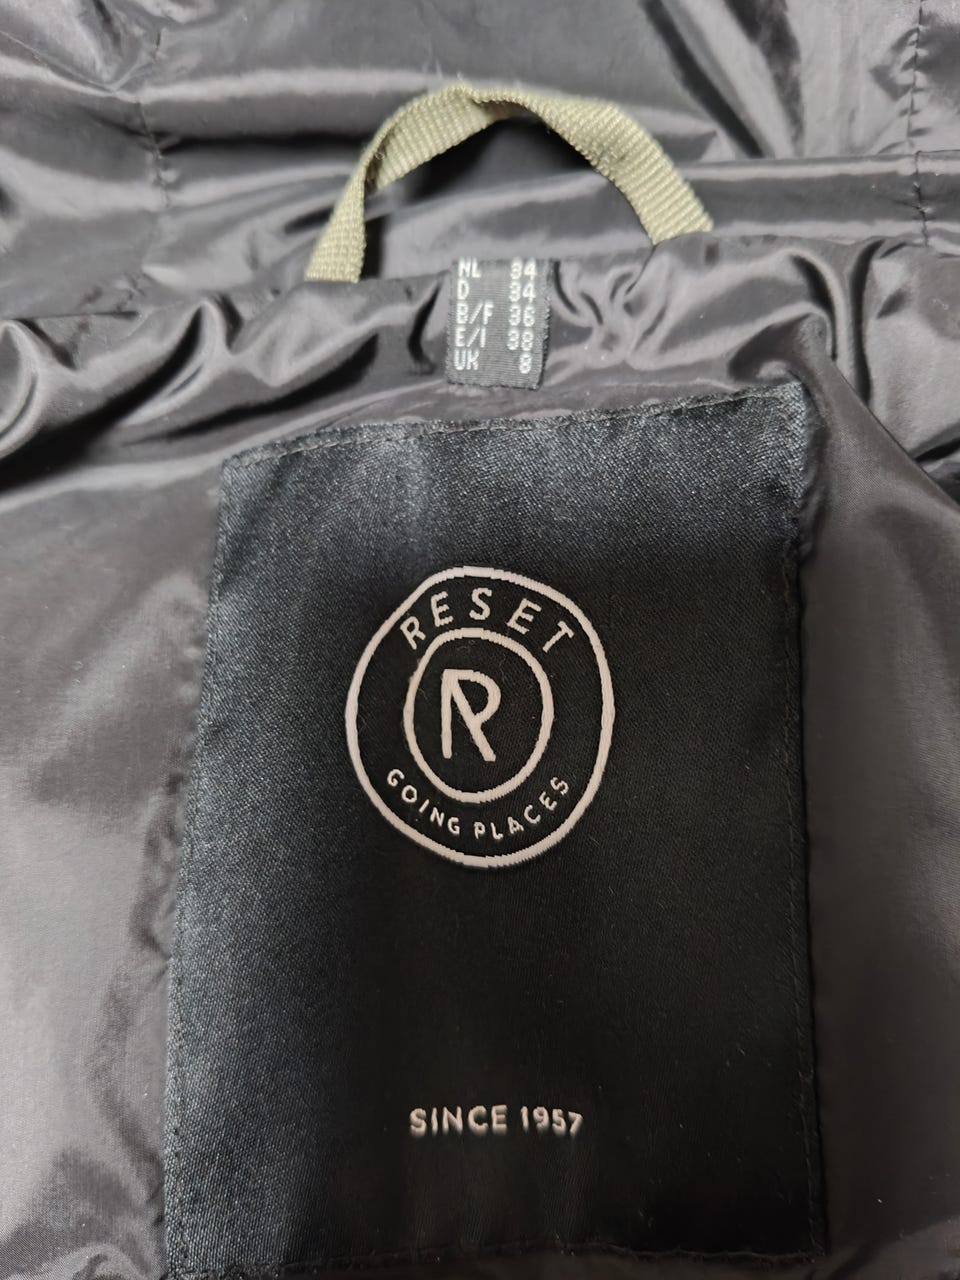 NL 34
D 34
B/F 36
E/I 38
UK 8
RESET
R
GOING PLACES
SINCE 1957